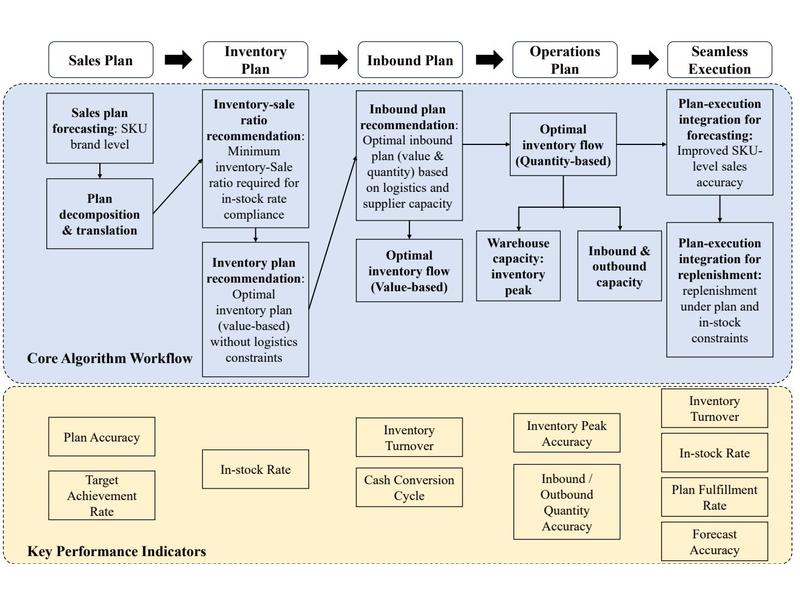 Sales Plan
Inventory
Plan
Inbound Plan
Operations
Plan
Seamless
Execution
Sales plan
forecasting: SKU
brand level
Plan
decomposition
& translation
Inventory-sale
ratio
recommendation:
Minimum
inventory-Sale
ratio required for
in-stock rate
compliance
Inventory plan
recommendation:
Optimal
inventory plan
(value-based)
without logistics
constraints
Inbound plan
recommendation:
Optimal inbound
plan (value &
quantity) based
on logistics and
supplier capacity
Optimal
inventory flow
(Value-based)
Optimal
inventory flow
(Quantity-based)
Warehouse
capacity:
inventory
peak
Inbound &
outbound
capacity
Plan-execution
integration for
forecasting:
Improved SKU-
level sales
accuracy
Plan-execution
integration for
replenishment:
replenishment
under plan and
in-stock
constraints
Core Algorithm Workflow
Plan Accuracy
Target
Achievement
Rate
In-stock Rate
Inventory
Turnover
Cash Conversion
Cycle
Inventory Peak
Accuracy
Inbound /
Outbound
Quantity
Accuracy
Inventory
Turnover
In-stock Rate
Plan Fulfillment
Rate
Forecast
Accuracy
Key Performance Indicators